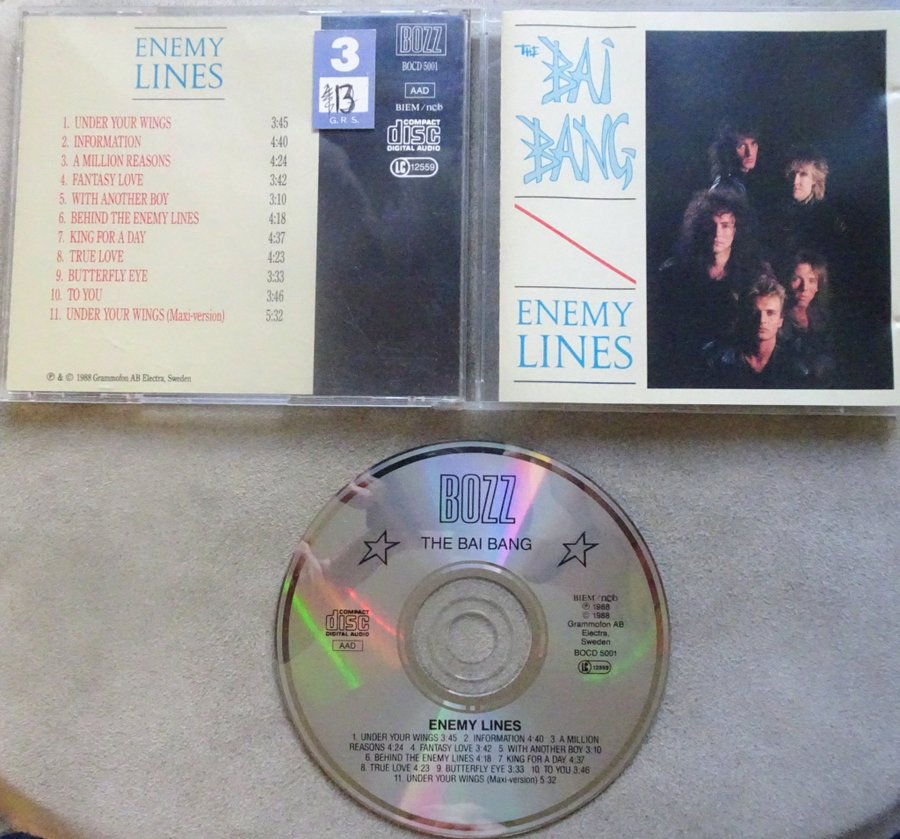 ENEMY
LINES
1. UNDER YOUR WINGS 3:45
2. INFORMATION 4:40
3. A MILLION REASONS 4:24
4. FANTASY LOVE 3:42
5. WITH ANOTHER BOY 3:10
6. BEHIND THE ENEMY LINES 4:18
7. KING FOR A DAY 4:37
8. TRUE LOVE 4:23
9. BUTTERFLY EYE 3:33
10. TO YOU 3:46
11. UNDER YOUR WINGS (Maxi-version) 5:32
℗ & © 1988 Grammofon AB Electra, Sweden
3
$13
G. R. S.
BOZZ
BOCD 5001
AAD
BIEM/ncb
COMPACT
disc
DIGITAL AUDIO
LC 12559
THE
BAI
BANG
ENEMY
LINES
BOZZ
THE BAI BANG
COMPACT
disc
DIGITAL AUDIO
AAD
BIEM/ncb
℗ 1988
© 1988
Grammofon AB
Electra,
Sweden
BOCD 5001
LC 12559
ENEMY LINES
1. UNDER YOUR WINGS 3:45 2. INFORMATION 4:40 3. A MILLION
REASONS 4:24 4. FANTASY LOVE 3:42 5. WITH ANOTHER BOY 3:10
6. BEHIND THE ENEMY LINES 4:18 7. KING FOR A DAY 4:37
8. TRUE LOVE 4:23 9. BUTTERFLY EYE 3:33 10. TO YOU 3:46
11. UNDER YOUR WINGS (Maxi-version) 5:32